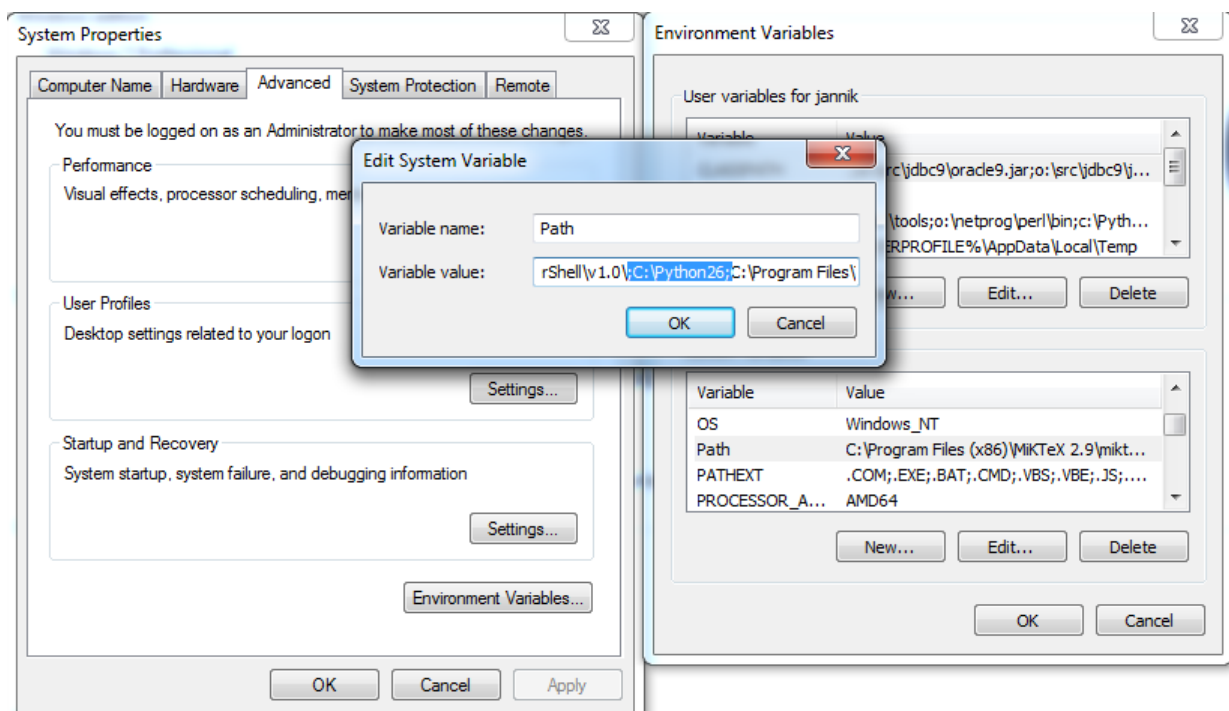 System Properties
Computer Name Hardware Advanced System Protection Remote
You must be logged on as an Administrator to make most of these changes.
Performance
Visual effects, processor scheduling,
User Profiles
Desktop settings related to your logon
Settings...
Startup and Recovery
System startup, system failure, and debugging information
Settings...
Environment Variables...
OK Cancel Apply
Edit System Variable
Variable name: Path
Variable value: rShell\v1.0\;C:\Python26;C:\Program Files\
OK Cancel
Environment Variables
User variables for jannik
Variable Value
rc\jdbc9\oracle9.jar;o:\src\jdbc9\j...
\tools;o:\netprog\perl\bin;c:\Pyth...
ERPROFILE%\AppData\Local\Temp
w... Edit... Delete
Variable Value
OS Windows_NT
Path C:\Program Files (x86)\MiKTeX 2.9\mikt...
PATHEXT .COM;.EXE;.BAT;.CMD;.VBS;.VBE;.JS;....
PROCESSOR_A... AMD64
New... Edit... Delete
OK Cancel